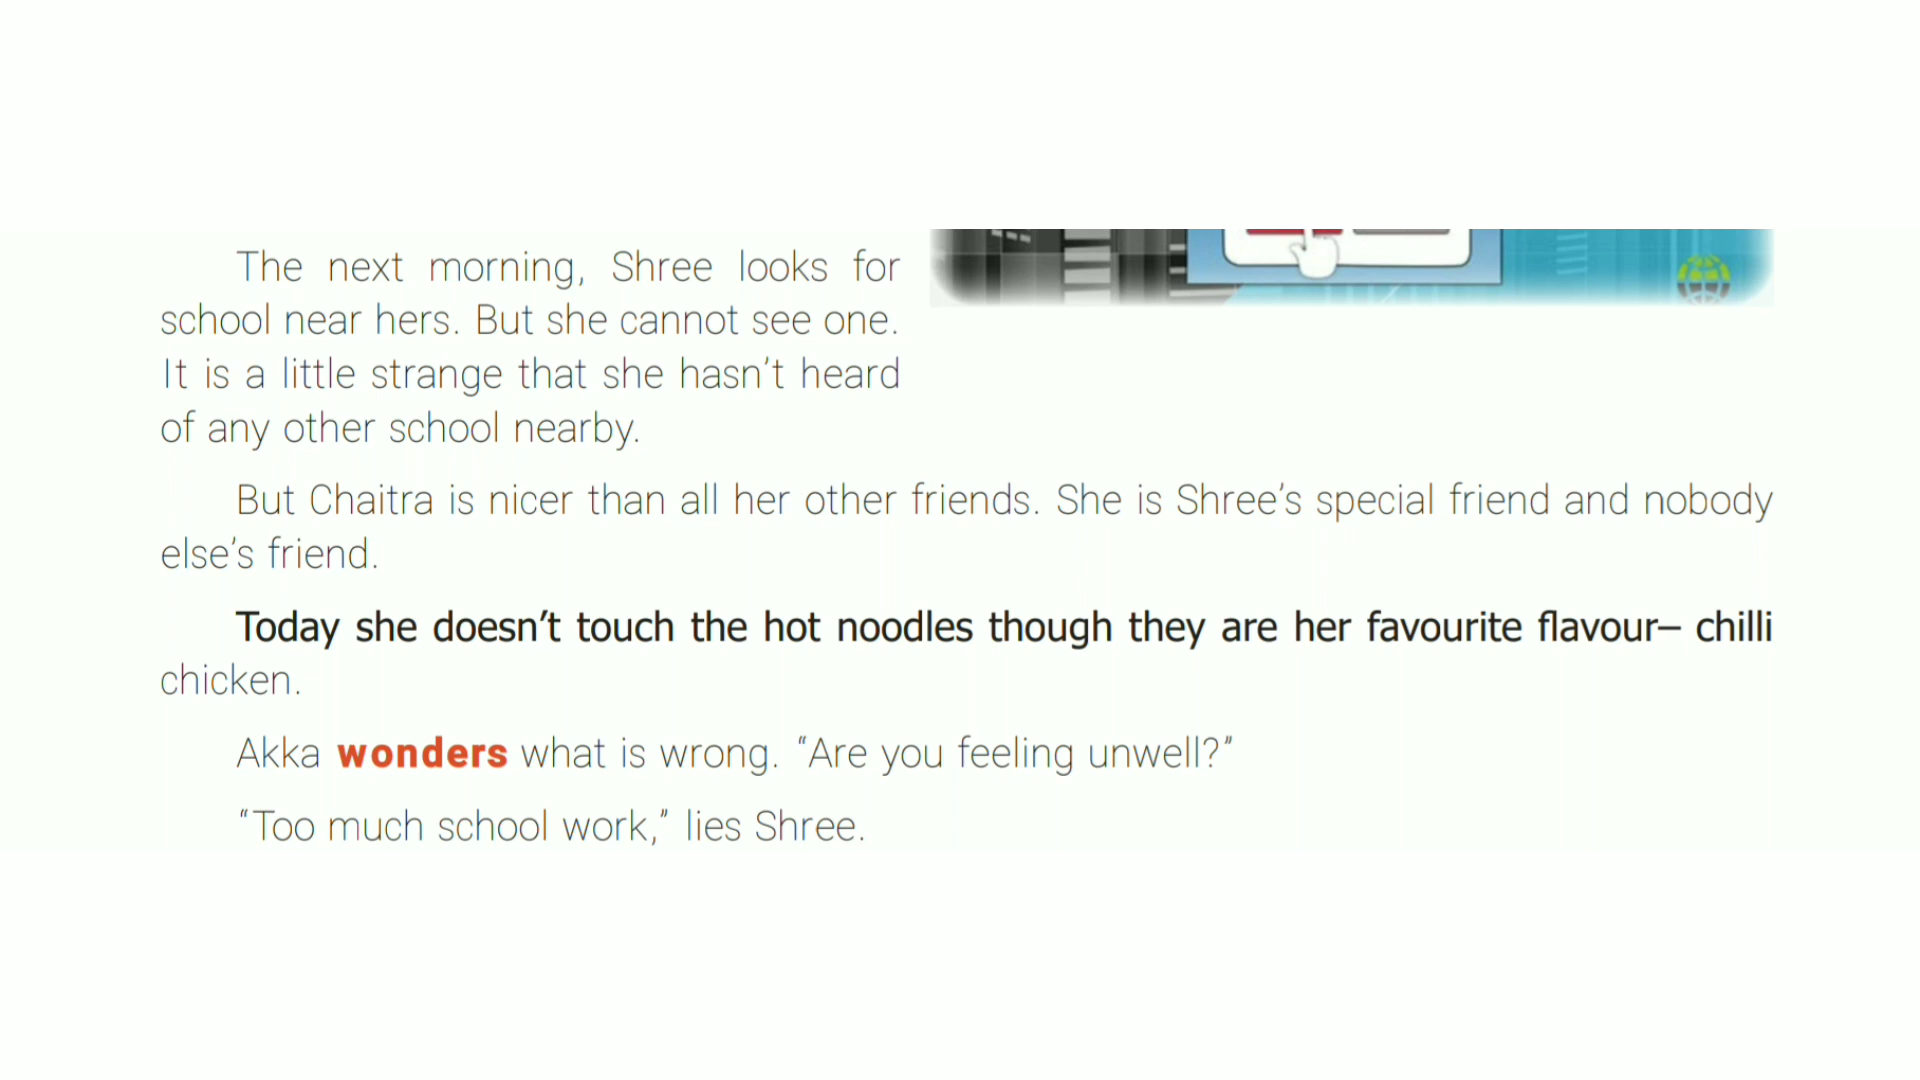 The next morning, Shree looks for
school near hers. But she cannot see one.
It is a little strange that she hasn't heard
of any other school nearby.
But Chaitra is nicer than all her other friends. She is Shree's special friend and nobody
else's friend.
Today she doesn't touch the hot noodles though they are her favourite flavour– chilli
chicken.
Akka wonders what is wrong. “Are you feeling unwell?”
“Too much school work,” lies Shree.